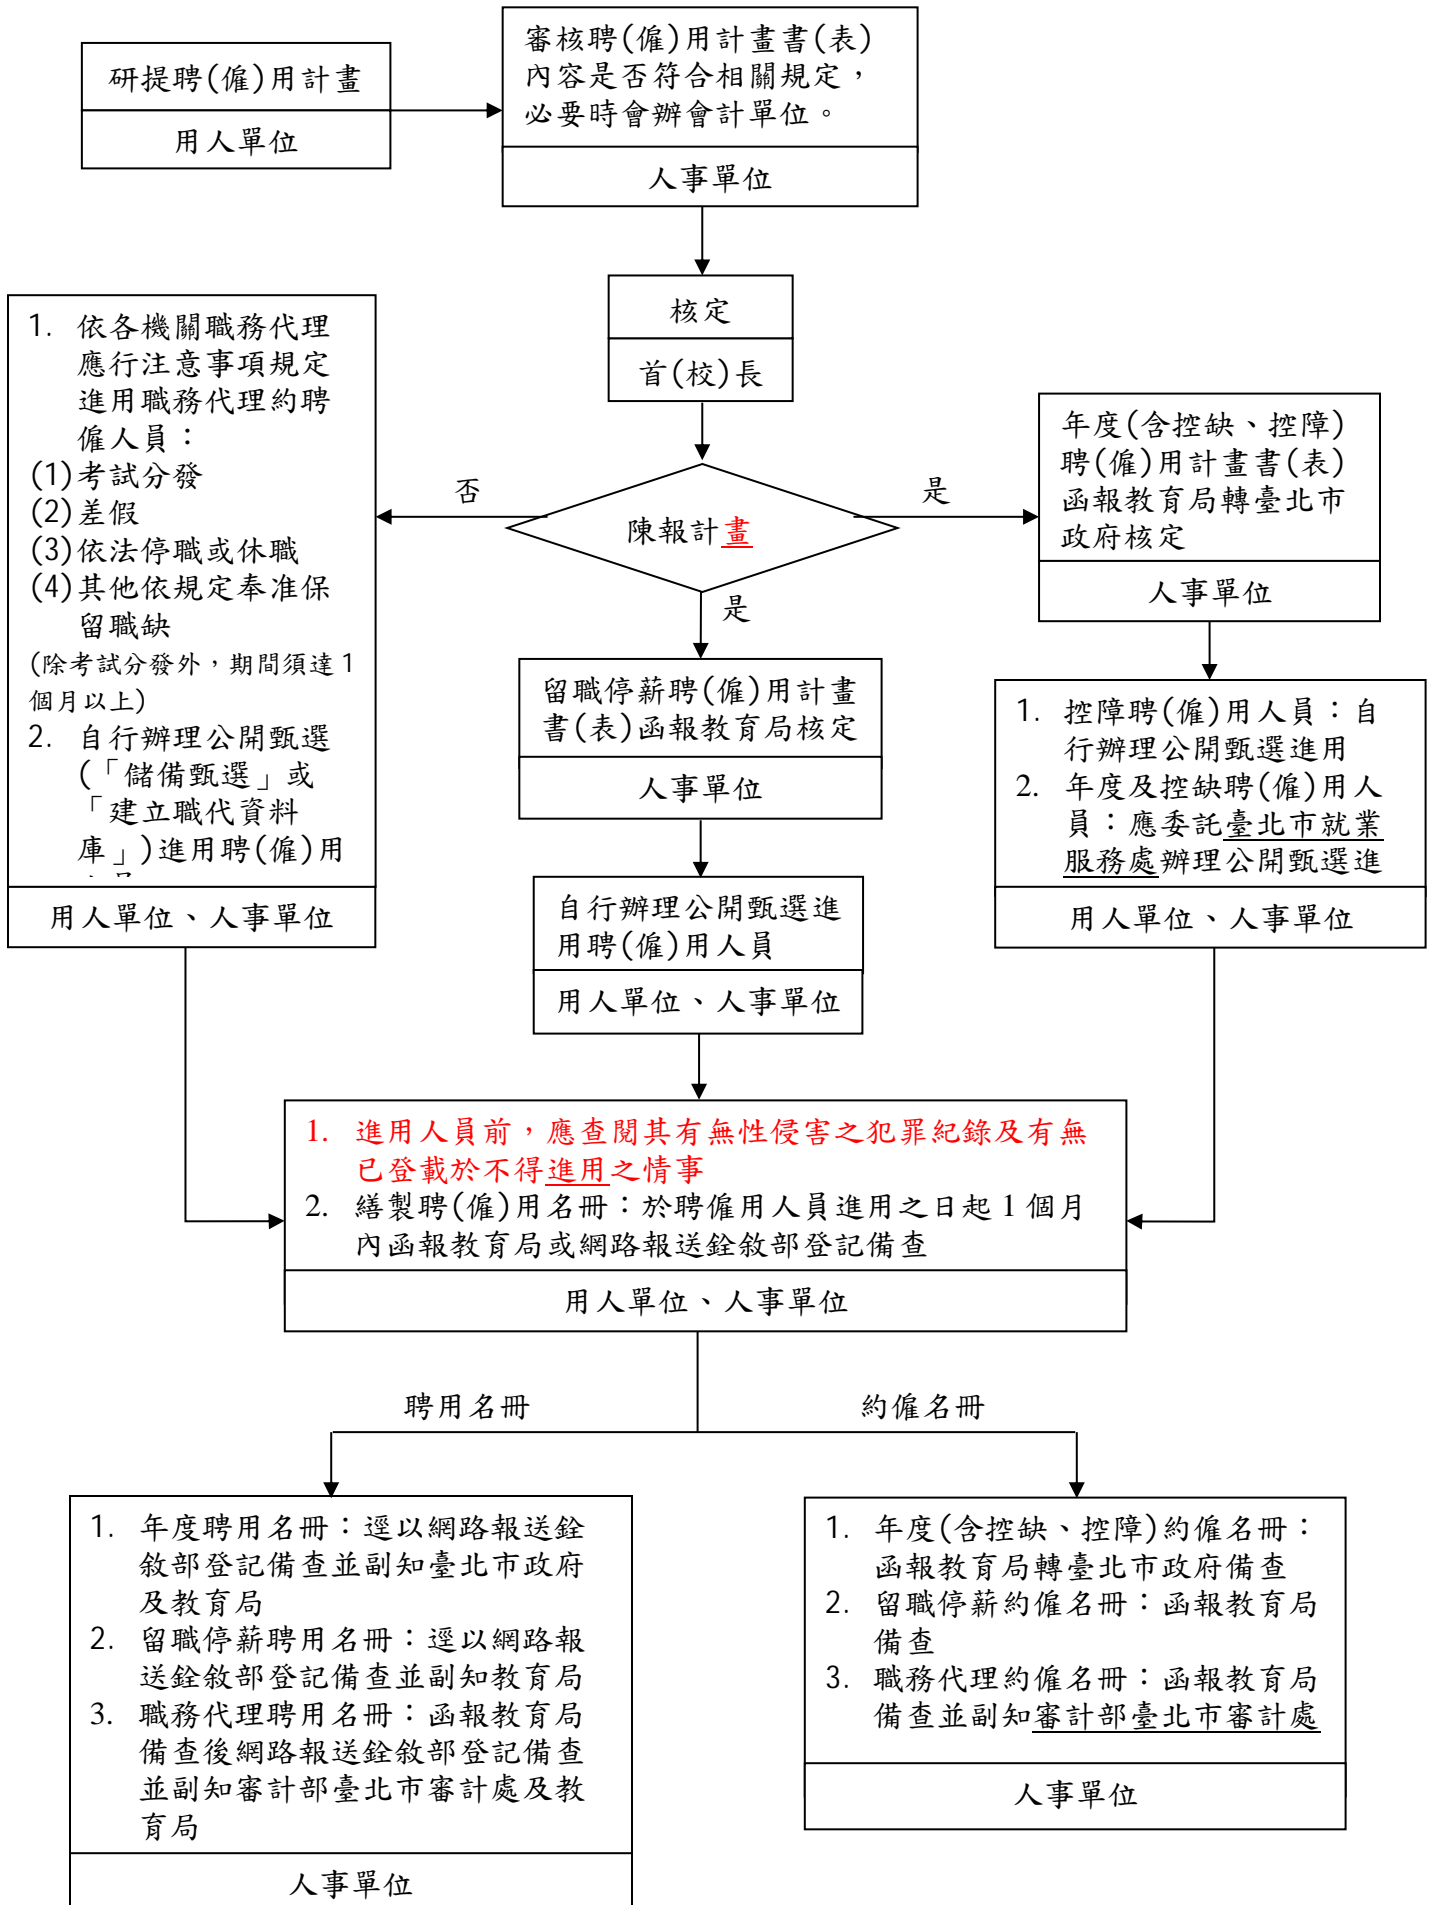 研提聘(僱)用計畫
用人單位
審核聘(僱)用計畫書(表)
內容是否符合相關規定，
必要時會辦會計單位。
人事單位
核定
首(校)長
陳報計畫
否
是
是
1. 依各機關職務代理
應行注意事項規定
進用職務代理約聘
僱人員：
(1)考試分發
(2)差假
(3)依法停職或休職
(4)其他依規定奉准保
留職缺
(除考試分發外，期間須達1
個月以上)
2. 自行辦理公開甄選
(「儲備甄選」或
「建立職代資料
庫」)進用聘(僱)用
用人單位、人事單位
留職停薪聘(僱)用計畫
書(表)函報教育局核定
人事單位
自行辦理公開甄選進
用聘(僱)用人員
用人單位、人事單位
年度(含控缺、控障)
聘(僱)用計畫書(表)
函報教育局轉臺北市
政府核定
人事單位
1. 控障聘(僱)用人員：自
行辦理公開甄選進用
2. 年度及控缺聘(僱)用人
員：應委託臺北市就業
服務處辦理公開甄選進
用人單位、人事單位
1. 進用人員前，應查閱其有無性侵害之犯罪紀錄及有無
已登載於不得進用之情事
2. 繕製聘(僱)用名冊：於聘僱用人員進用之日起1個月
內函報教育局或網路報送銓敘部登記備查
用人單位、人事單位
聘用名冊
約僱名冊
1. 年度聘用名冊：逕以網路報送銓
敘部登記備查並副知臺北市政府
及教育局
2. 留職停薪聘用名冊：逕以網路報
送銓敘部登記備查並副知教育局
3. 職務代理聘用名冊：函報教育局
備查後網路報送銓敘部登記備查
並副知審計部臺北市審計處及教
育局
人事單位
1. 年度(含控缺、控障)約僱名冊：
函報教育局轉臺北市政府備查
2. 留職停薪約僱名冊：函報教育局
備查
3. 職務代理約僱名冊：函報教育局
備查並副知審計部臺北市審計處
人事單位